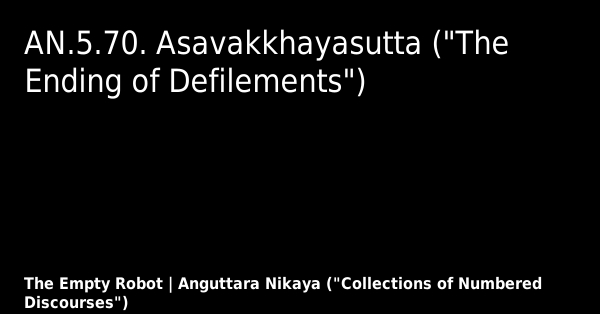 AN.5.70. Asavakkhayasutta ("The
Ending of Defilements")
The Empty Robot | Anguttara Nikaya ("Collections of Numbered
Discourses")